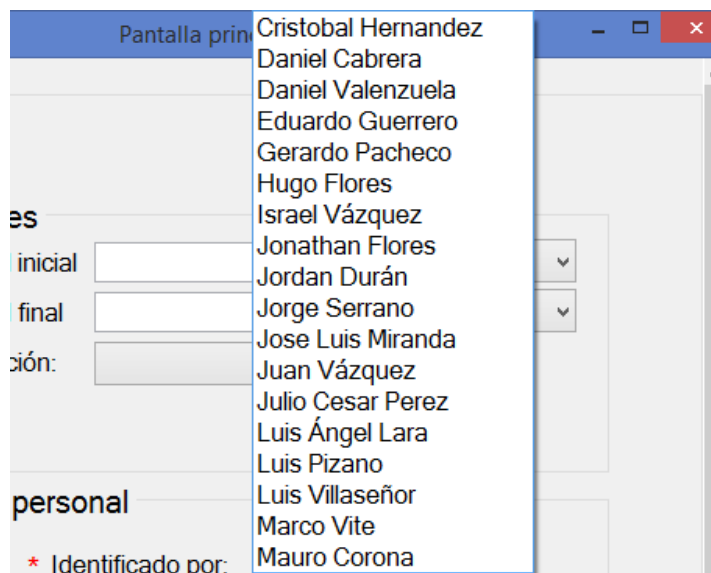 Pantalla prin
Cristobal Hernandez
Daniel Cabrera
Daniel Valenzuela
Eduardo Guerrero
Gerardo Pacheco
Hugo Flores
Israel Vázquez
Jonathan Flores
Jordan Durán
Jorge Serrano
Jose Luis Miranda
Juan Vázquez
Julio Cesar Perez
Luis Ángel Lara
Luis Pizano
Luis Villaseñor
Marco Vite
Mauro Corona
es
inicial
final
ción:
personal
* Identificado por: